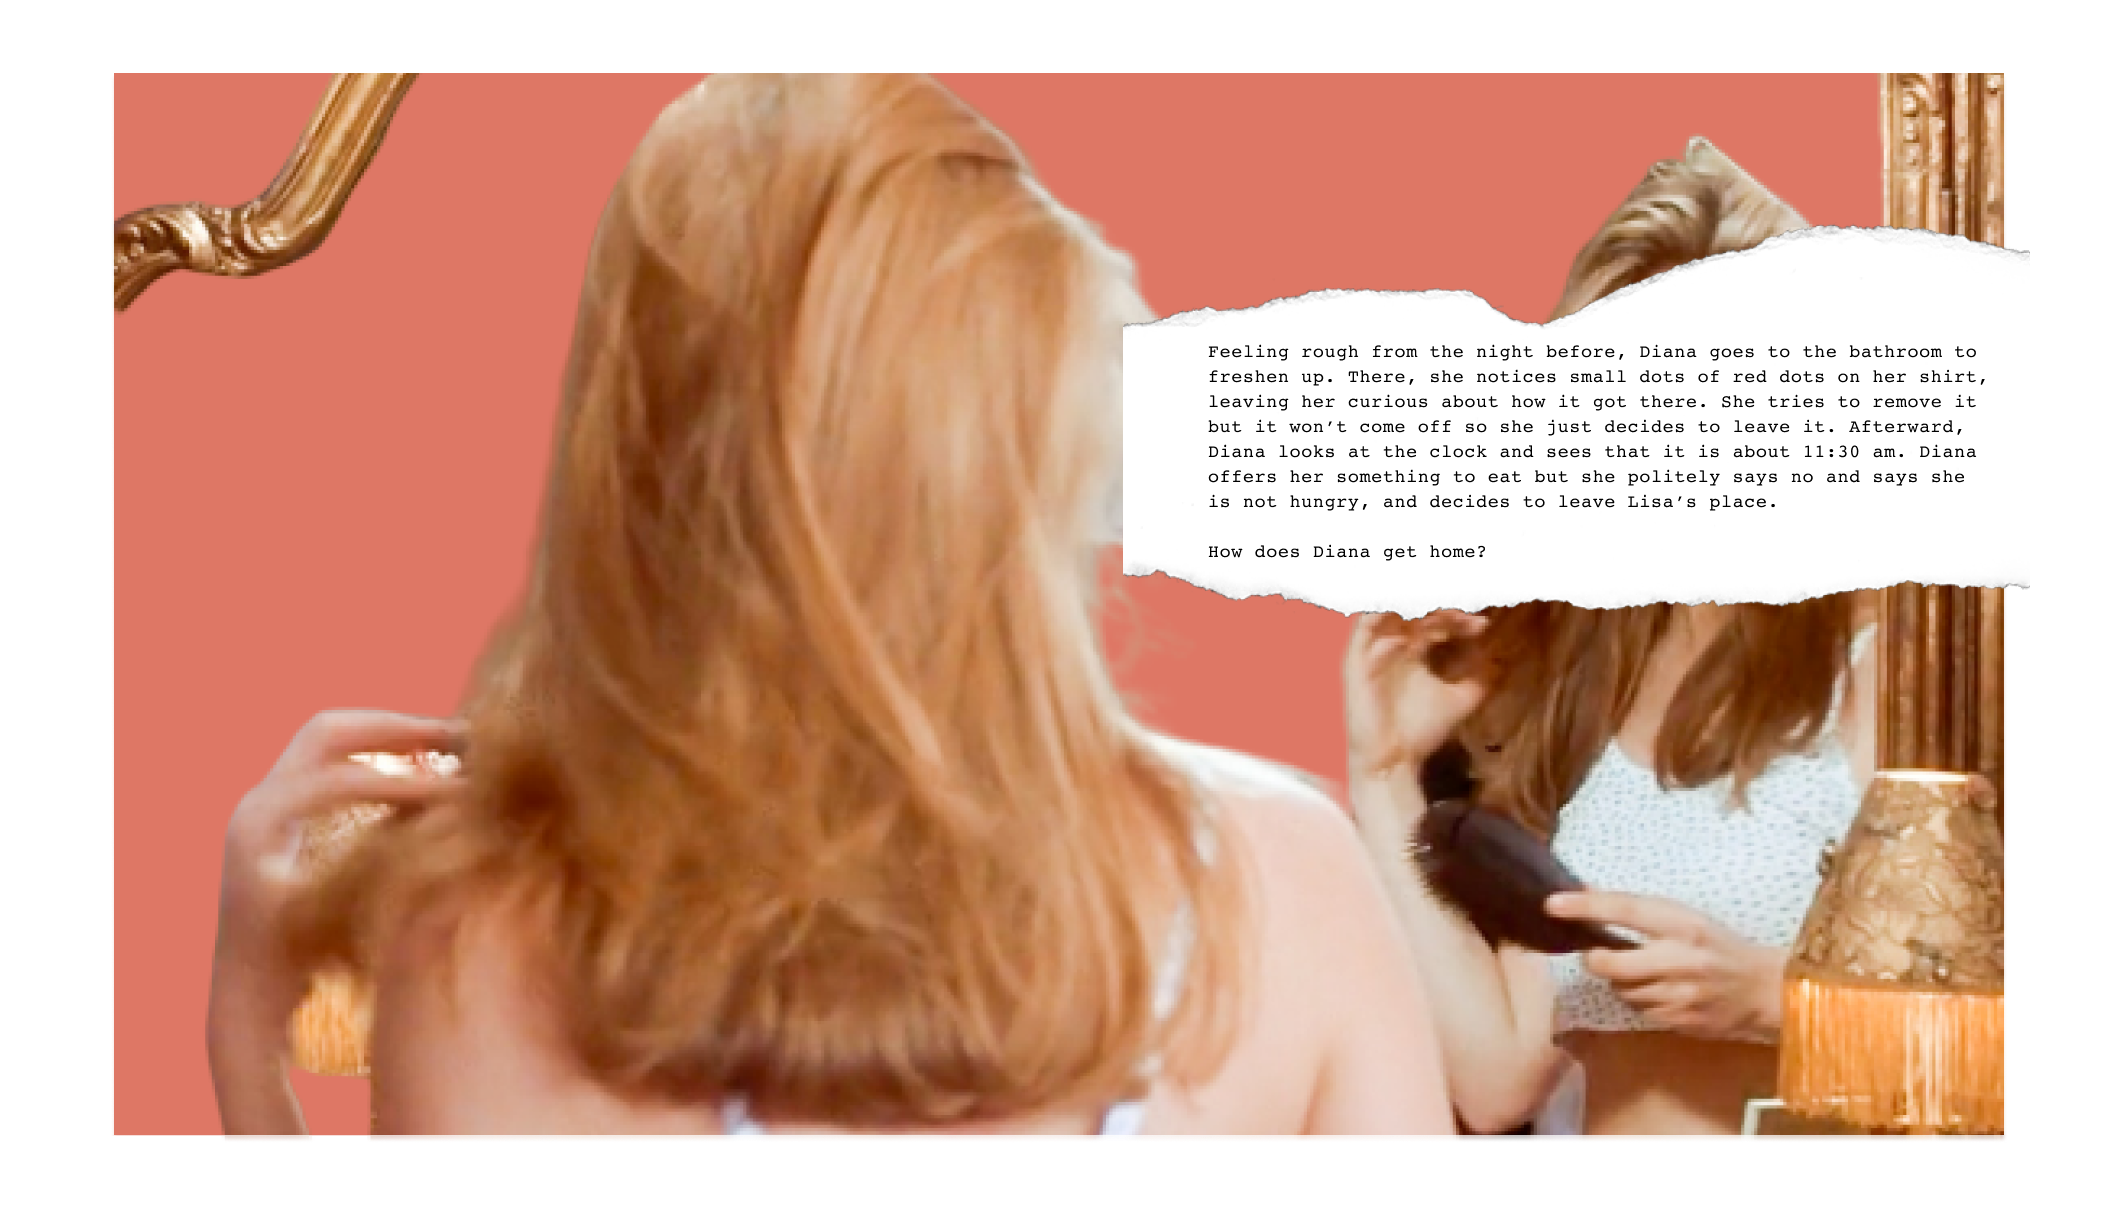 Feeling rough from the night before, Diana goes to the bathroom to
freshen up. There, she notices small dots of red dots on her shirt,
leaving her curious about how it got there. She tries to remove it
but it won’t come off so she just decides to leave it. Afterward,
Diana looks at the clock and sees that it is about 11:30 am. Diana
offers her something to eat but she politely says no and says she
is not hungry, and decides to leave Lisa’s place.
How does Diana get home?